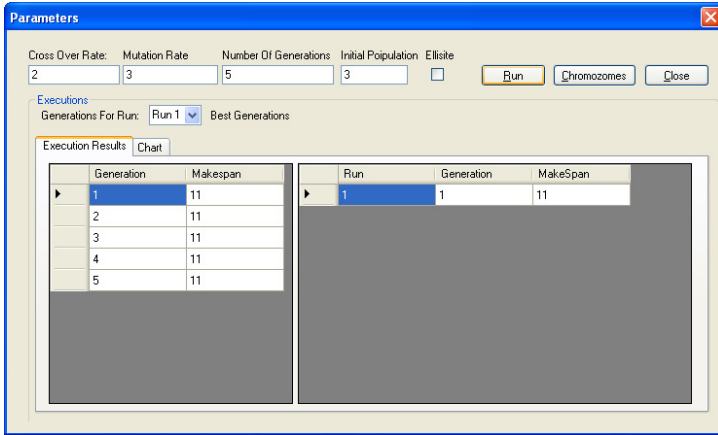 Parameters
Cross Over Rate: Mutation Rate Number Of Generations Initial Poipulation Ellisite
2 3 5 3 Run Chromozomes Close
Executions
Generations For Run: Run 1 Best Generations
Execution Results Chart
Generation Makespan Run Generation MakeSpan
1 11 1 1 11
2 11
3 11
4 11
5 11